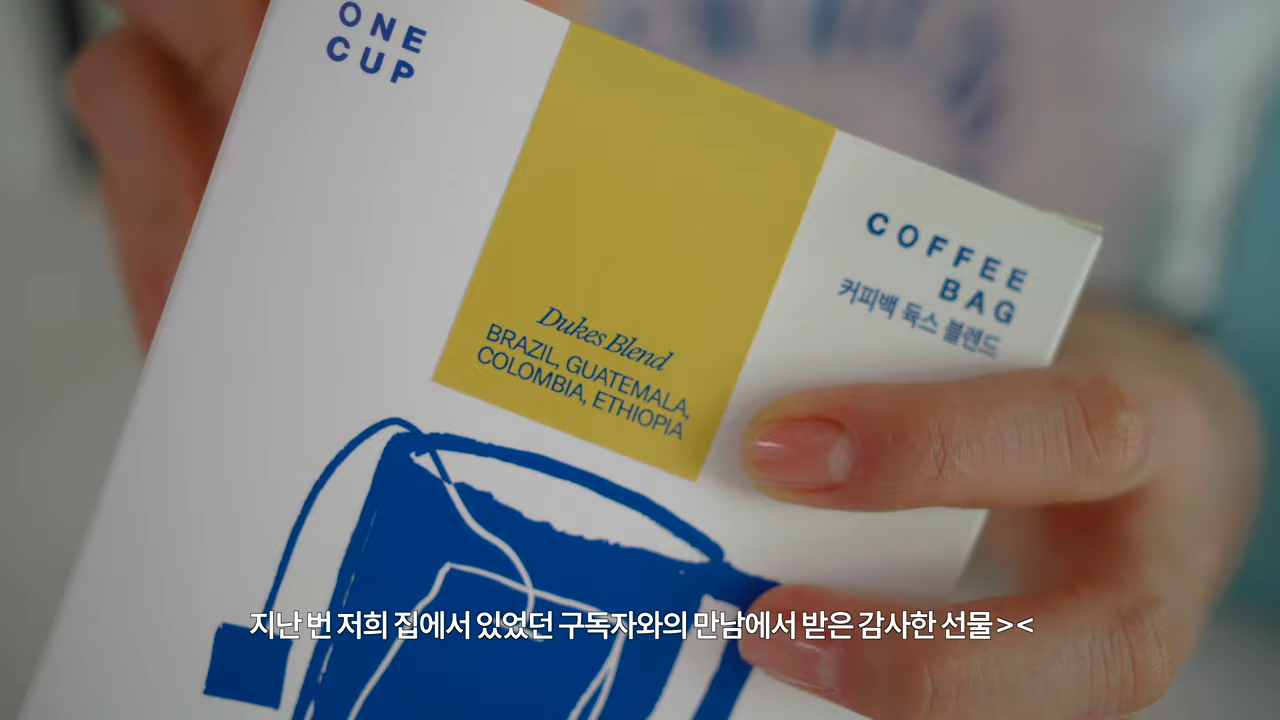 ONE
CUP
Dukes Blend
BRAZIL, GUATEMALA,
COLOMBIA, ETHIOPIA
COFFEE
BAG
커피백 듁스 블렌드
지난 번 저희 집에서 있었던 구독자와의 만남에서 받은 감사한 선물 > <